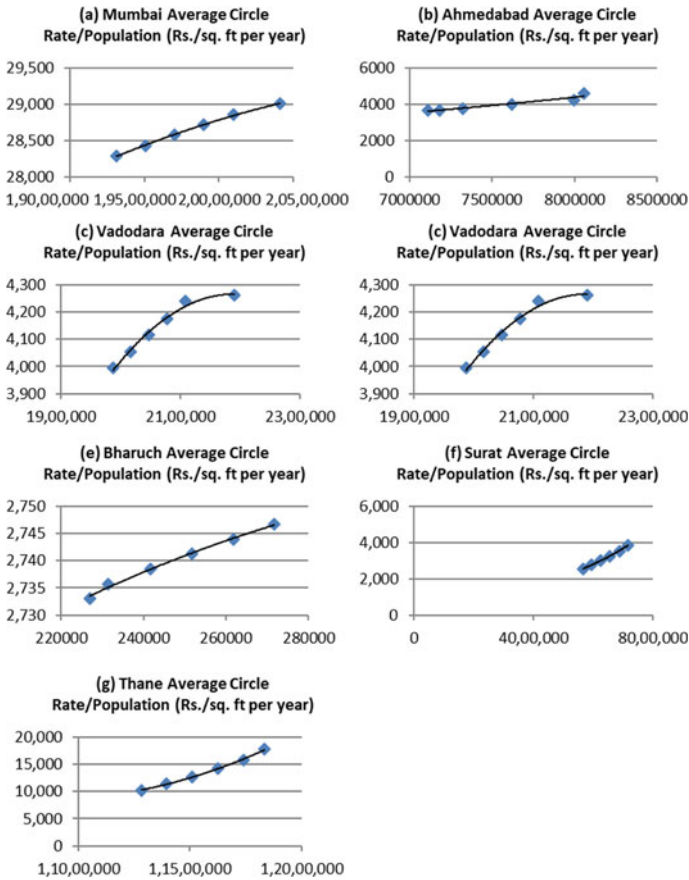 (a) Mumbai Average Circle
Rate/Population (Rs./sq. ft per year)
29,500
29,000
28,500
28,000
1,90,00,000 1,95,00,000 2,00,00,000 2,05,00,000
(b) Ahmedabad Average Circle
Rate/Population (Rs./sq. ft per year)
6000
4000
2000
0
7000000 7500000 8000000 8500000
(c) Vadodara Average Circle
Rate/Population (Rs./sq. ft per year)
4,300
4,200
4,100
4,000
3,900
19,00,000 21,00,000 23,00,000
(c) Vadodara Average Circle
Rate/Population (Rs./sq. ft per year)
4,300
4,200
4,100
4,000
3,900
19,00,000 21,00,000 23,00,000
(e) Bharuch Average Circle
Rate/Population (Rs./sq. ft per year)
2,750
2,745
2,740
2,735
2,730
220000 240000 260000 280000
(f) Surat Average Circle
Rate/Population (Rs./sq. ft per year)
6,000
4,000
2,000
0
0 40,00,000 80,00,000
(g) Thane Average Circle
Rate/Population (Rs./sq. ft per year)
20,000
15,000
10,000
5,000
0
1,10,00,000 1,15,00,000 1,20,00,000